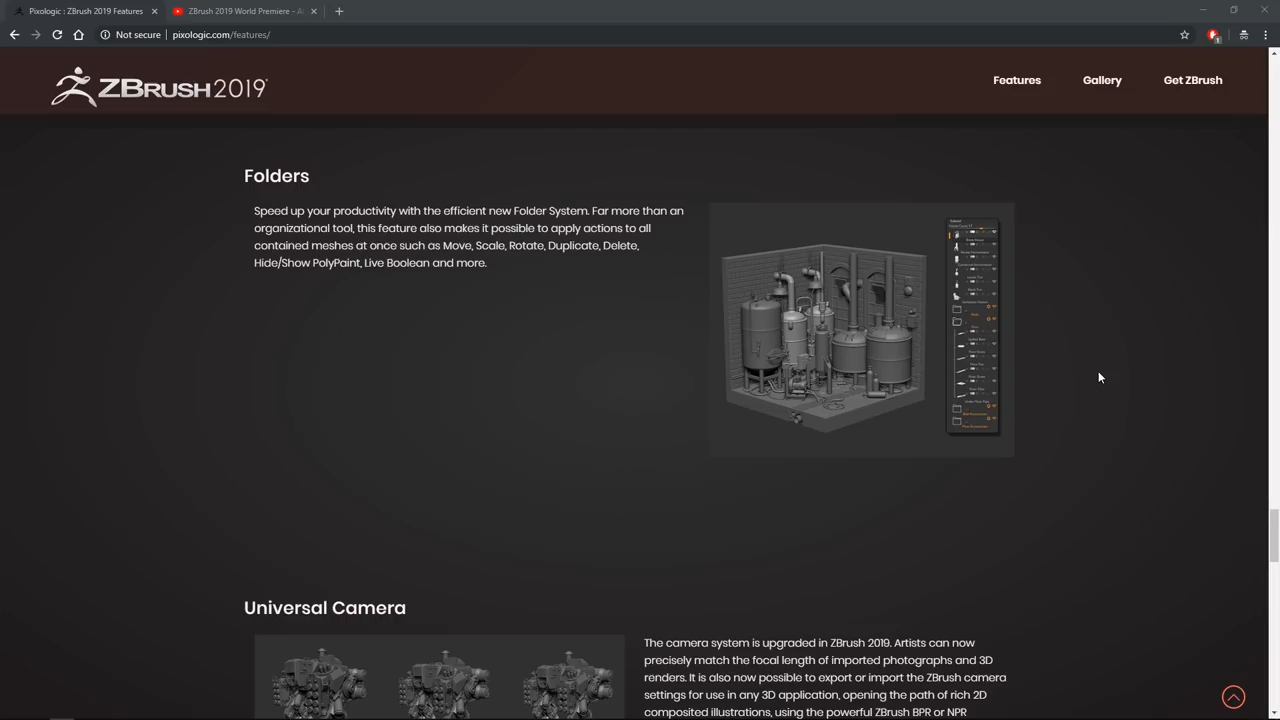 Pixologic : ZBrush 2019 Features
ZBrush 2019 World Premiere - A
Not secure | pixologic.com/features/
ZBRUSH 2019
Features
Gallery
Get ZBrush
Folders
Speed up your productivity with the efficient new Folder System. Far more than an
organizational tool, this feature also makes it possible to apply actions to all
contained meshes at once such as Move, Scale, Rotate, Duplicate, Delete,
Hide/Show PolyPaint, Live Boolean and more.
Universal Camera
The camera system is upgraded in ZBrush 2019. Artists can now
precisely match the focal length of imported photographs and 3D
renders. It is also now possible to export or import the ZBrush camera
settings for use in any 3D application, opening the path of rich 2D
composited illustrations, using the powerful ZBrush BPR or NPR